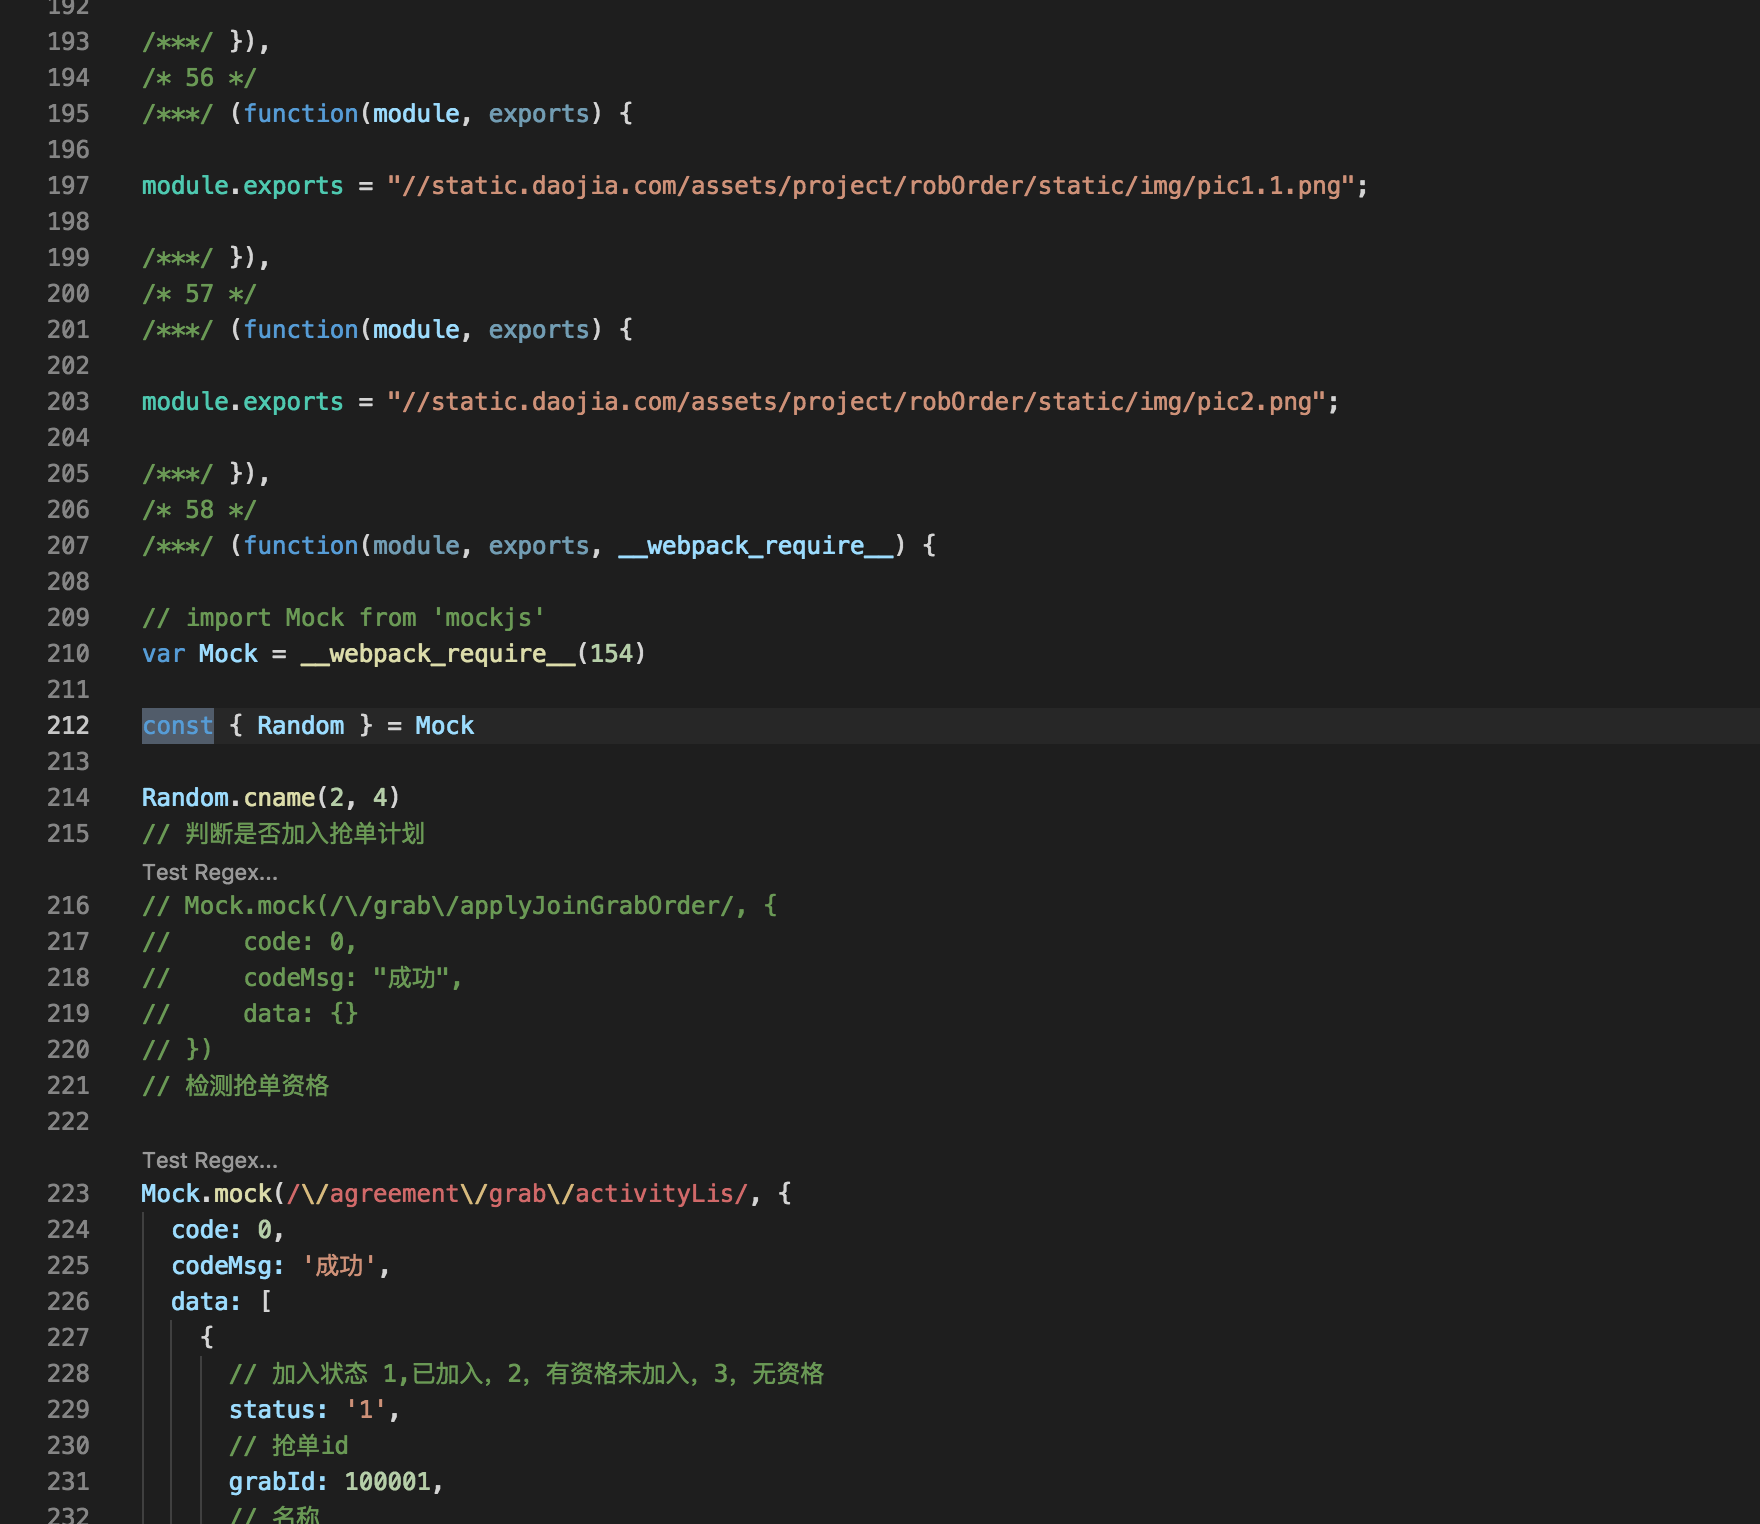 192
193 /***/ }),
194 /* 56 */
195 /***/ (function(module, exports) {
196
197 module.exports = "//static.daojia.com/assets/project/robOrder/static/img/pic1.1.png";
198
199 /***/ }),
200 /* 57 */
201 /***/ (function(module, exports) {
202
203 module.exports = "//static.daojia.com/assets/project/robOrder/static/img/pic2.png";
204
205 /***/ }),
206 /* 58 */
207 /***/ (function(module, exports, __webpack_require__) {
208
209 // import Mock from 'mockjs'
210 var Mock = __webpack_require__(154)
211
212 const { Random } = Mock
213
214 Random.cname(2, 4)
215 // 判断是否加入抢单计划
Test Regex...
216 // Mock.mock(/\/grab\/applyJoinGrabOrder/, {
217 //     code: 0,
218 //     codeMsg: "成功",
219 //     data: {}
220 // })
221 // 检测抢单资格
222
Test Regex...
223 Mock.mock(/\/agreement\/grab\/activityLis/, {
224   code: 0,
225   codeMsg: '成功',
226   data: [
227     {
228       // 加入状态 1,已加入，2，有资格未加入，3，无资格
229       status: '1',
230       // 抢单id
231       grabId: 100001,
232       // 名称